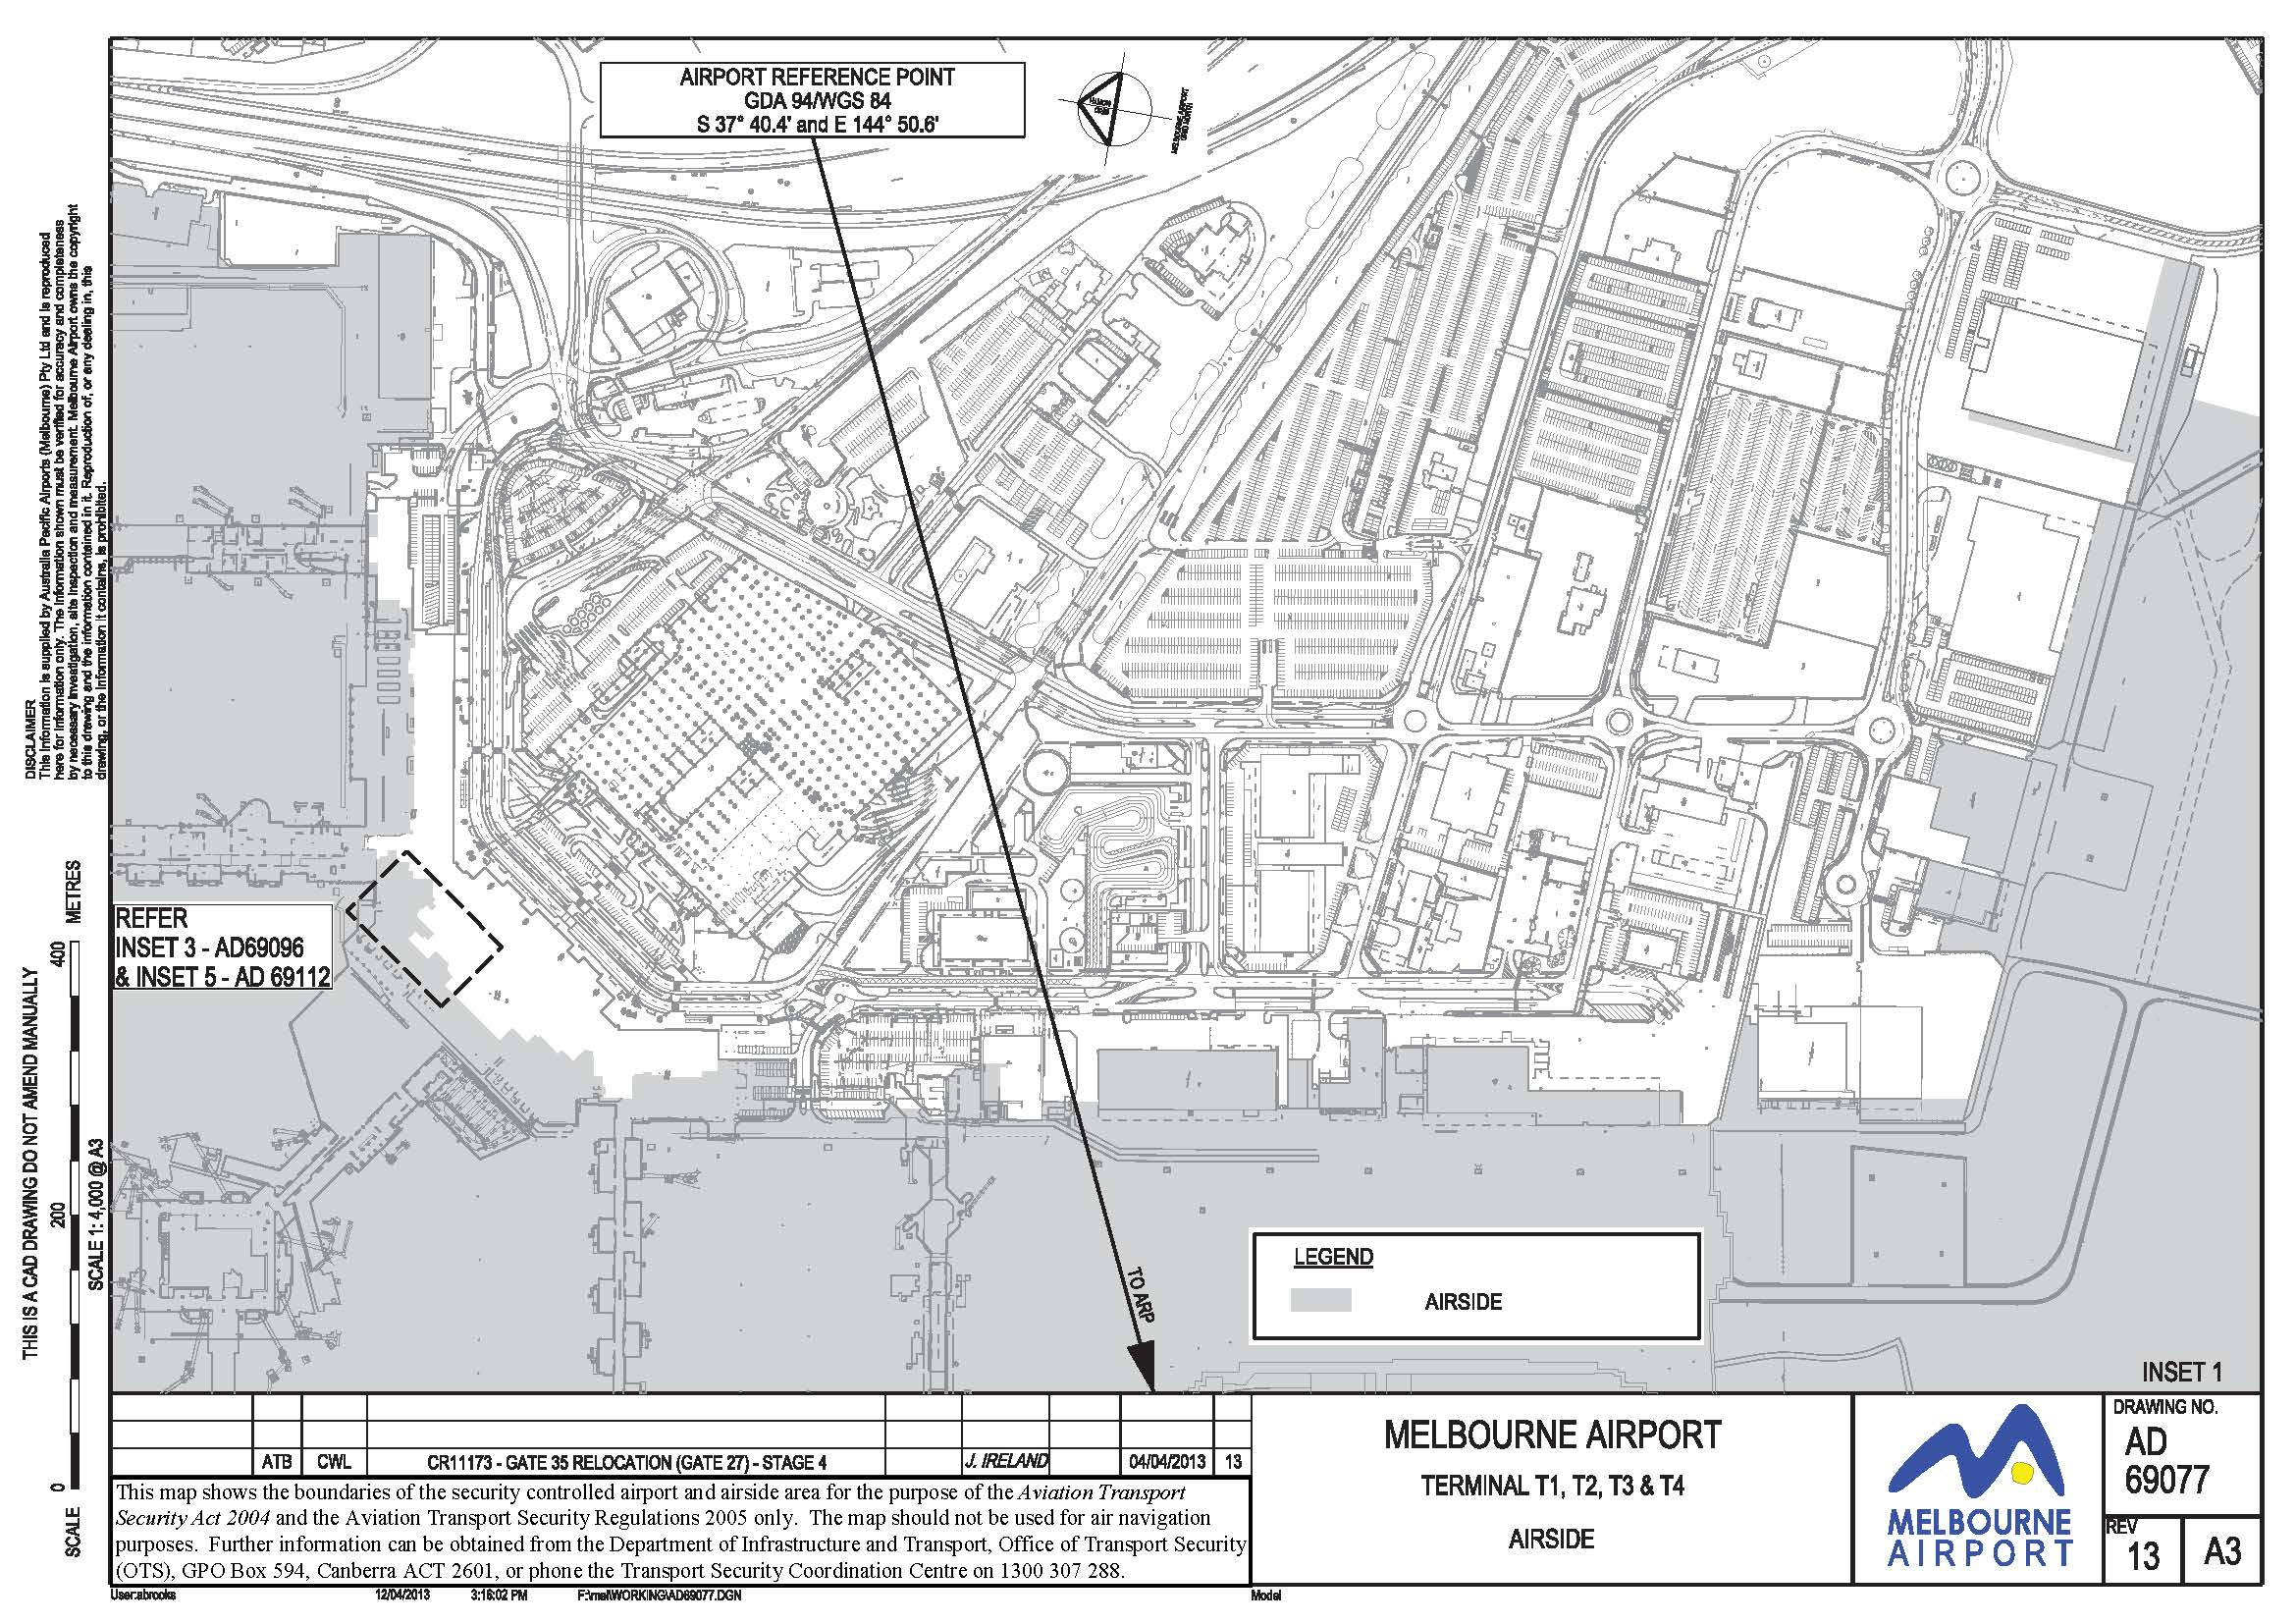 AIRPORT REFERENCE POINT
GDA 94/WGS 84
S 37° 40.4' and E 144° 50.6'
MELBOURNE AIRPORT
GRID NORTH
DISCLAIMER
This information is supplied by Australia Pacific Airports (Melbourne) Pty Ltd and is reproduced
here for information only. The information shown must be verified for accuracy and completeness
by necessary investigation, site inspection and measurement. Melbourne Airport owns the copyright
to this drawing and the information contained in it. Reproduction of, or any dealing in, this
drawing, or the information it contains, is prohibited.
THIS IS A CAD DRAWING DO NOT AMEND MANUALLY
SCALE 0 200 400 METRES
SCALE 1: 4,000 @ A3
REFER
INSET 3 - AD69096
& INSET 5 - AD 69112
TO ARP
LEGEND
AIRSIDE
INSET 1
ATB CWL CR11173 - GATE 35 RELOCATION (GATE 27) - STAGE 4 J. IRELAND 04/04/2013 13
This map shows the boundaries of the security controlled airport and airside area for the purpose of the Aviation Transport
Security Act 2004 and the Aviation Transport Security Regulations 2005 only. The map should not be used for air navigation
purposes. Further information can be obtained from the Department of Infrastructure and Transport, Office of Transport Security
(OTS), GPO Box 594, Canberra ACT 2601, or phone the Transport Security Coordination Centre on 1300 307 288.
MELBOURNE AIRPORT
TERMINAL T1, T2, T3 & T4
AIRSIDE
MELBOURNE
AIRPORT
DRAWING NO.
AD
69077
REV
13
A3
User:abrooks 12/04/2013 3:16:02 PM F:\mel\WORKING\AD69077.DGN Model